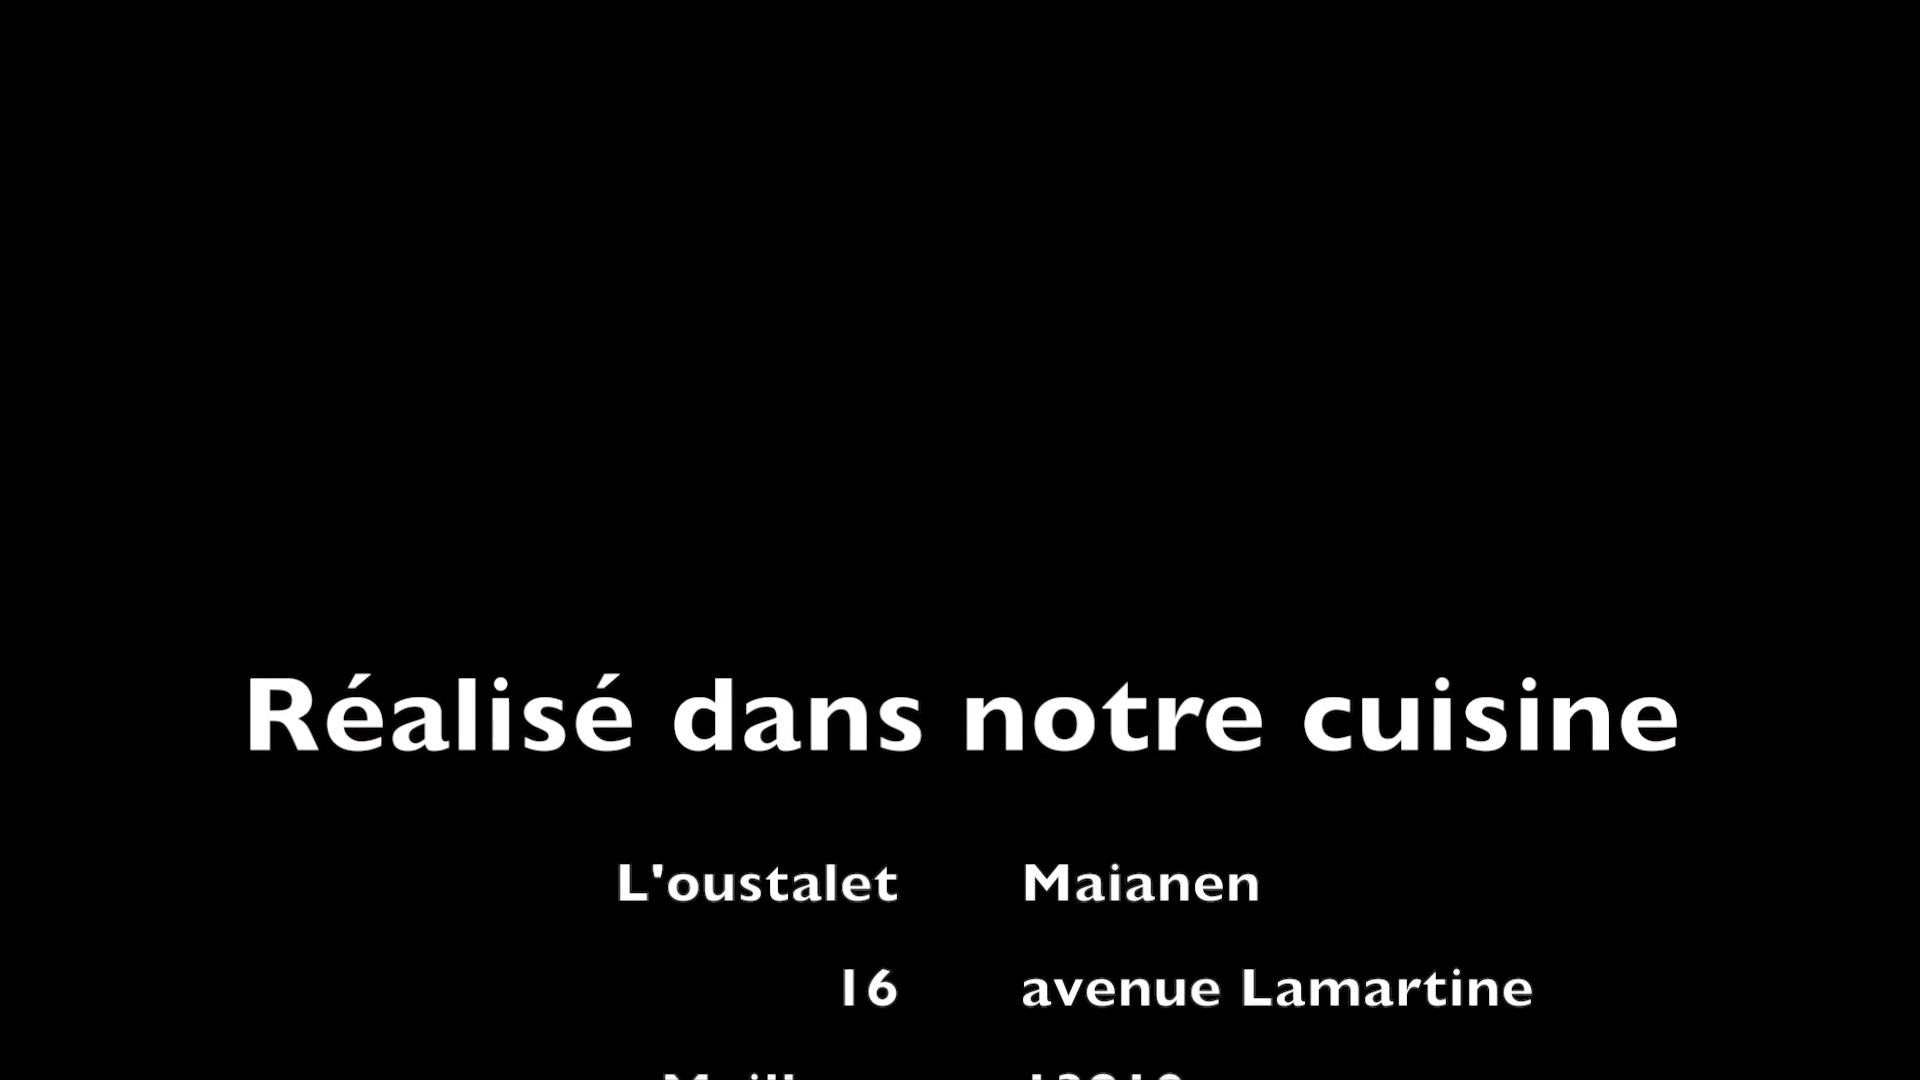 Réalisé dans notre cuisine
L'oustalet Maianen
16 avenue Lamartine